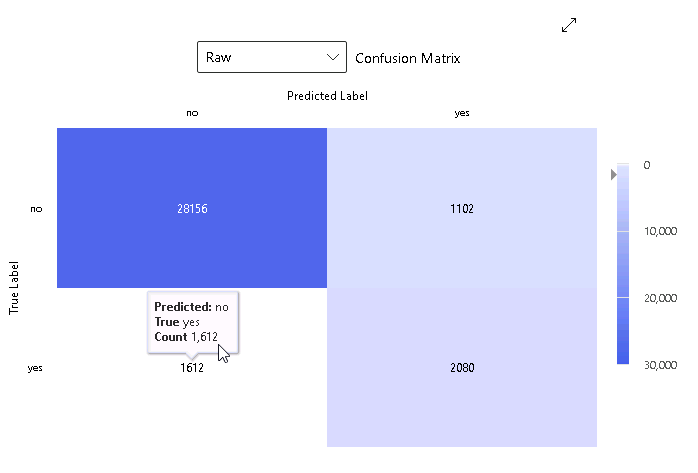 Raw
Confusion Matrix
Predicted Label
no
yes
0
no
28156
1102
10,000
True Label
20,000
Predicted: no
True yes
Count 1,612
yes
1612
2080
30,000